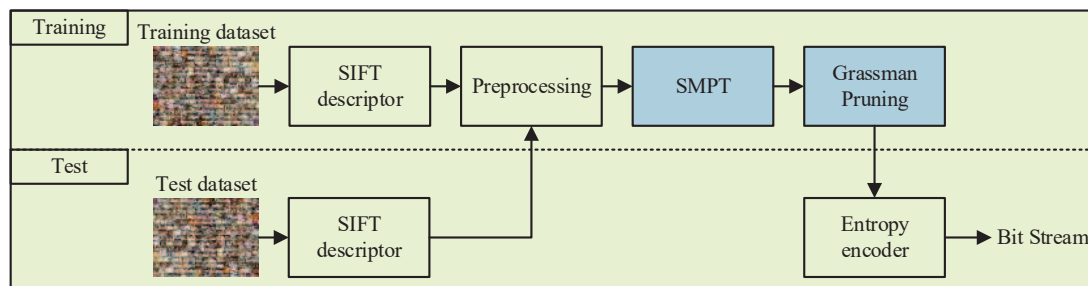 Training
Training dataset
SIFT
descriptor
Preprocessing
SMPT
Grassman
Pruning
Test
Test dataset
SIFT
descriptor
Entropy
encoder
Bit Stream